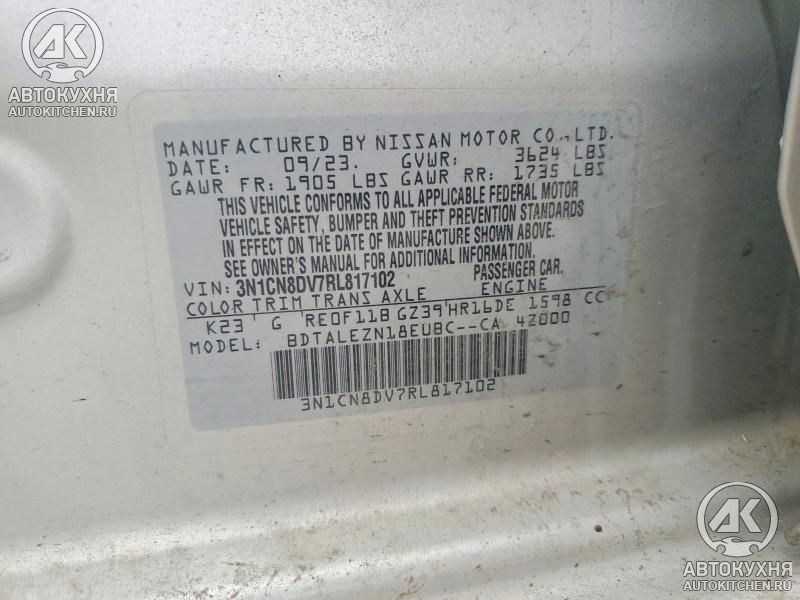 AK
АВТОКУХНЯ
AUTOKITCHEN.RU
MANUFACTURED BY NISSAN MOTOR CO.,LTD.
DATE: 09/23. GVWR: 3624 LBS
GAWR FR: 1905 LBS GAWR RR: 1735 LBS
THIS VEHICLE CONFORMS TO ALL APPLICABLE FEDERAL MOTOR
VEHICLE SAFETY, BUMPER AND THEFT PREVENTION STANDARDS
IN EFFECT ON THE DATE OF MANUFACTURE SHOWN ABOVE.
SEE OWNER'S MANUAL FOR ADDITIONAL INFORMATION.
VIN: 3N1CN8DV7RL817102 PASSENGER CAR.
COLOR TRIM TRANS AXLE ENGINE
K23' G 'RE0F11B GZ39'HR16DE 1598 CC
MODEL: BDTALEZN18EUBC--CA 4Z000
3N1CN8DV7RL817102
AK
АВТОКУХНЯ
AUTOKITCHEN.RU